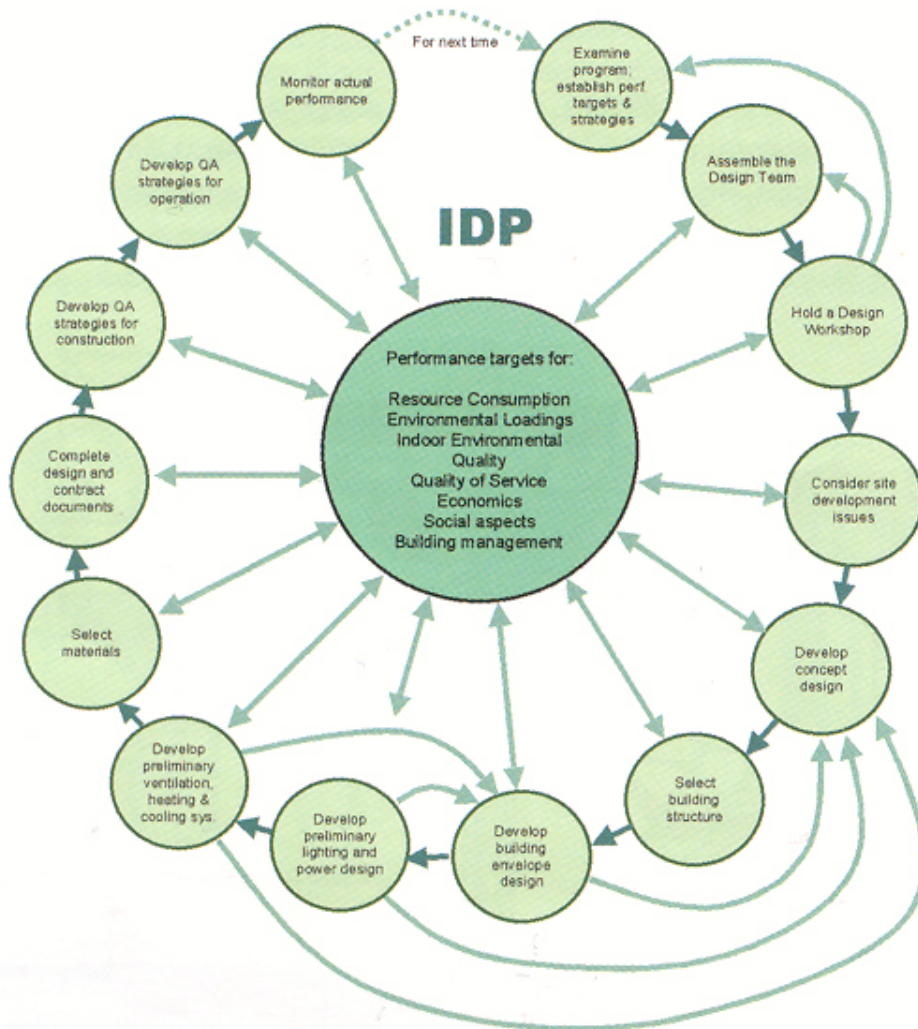 For next time
Examine
program;
establish perf.
targets &
strategies
Assemble the
Design Team
Hold a Design
Workshop
Consider site
development
issues
Develop
concept
design
Select
building
structure
Develop
building
envelope
design
Develop
preliminary
lighting and
power design
Develop
preliminary
ventilation,
heating &
cooling sys.
Select
materials
Complete
design and
contract
documents
Develop QA
strategies for
construction
Develop QA
strategies for
operation
Monitor actual
performance
IDP
Performance targets for:
Resource Consumption
Environmental Loadings
Indoor Environmental
Quality
Quality of Service
Economics
Social aspects
Building management